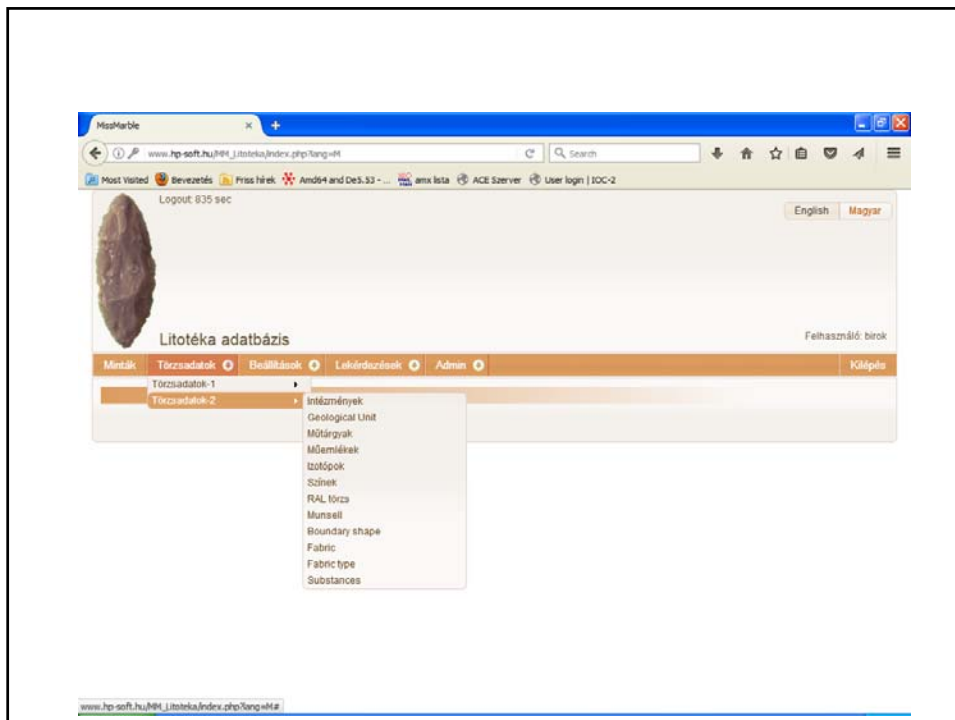 MissMarble
www.hp-soft.hu/MM_Litoteka/index.php?lang=M
Search
Most Visited Bevezetés Friss hírek Amd64 and De5.53 - ... amx lista ACE Szerver User login | IOC-2
Logout: 835 sec
English Magyar
Litotéka adatbázis
Felhasználó: birok
Minták Törzsadatok Beállítások Lekérdezések Admin Kilépés
Törzsadatok-1
Törzsadatok-2
Intézmények
Geological Unit
Műtárgyak
Műemlékek
Izotópok
Színek
RAL törzs
Munsell
Boundary shape
Fabric
Fabric type
Substances
www.hp-soft.hu/MM_Litoteka/index.php?lang=M#